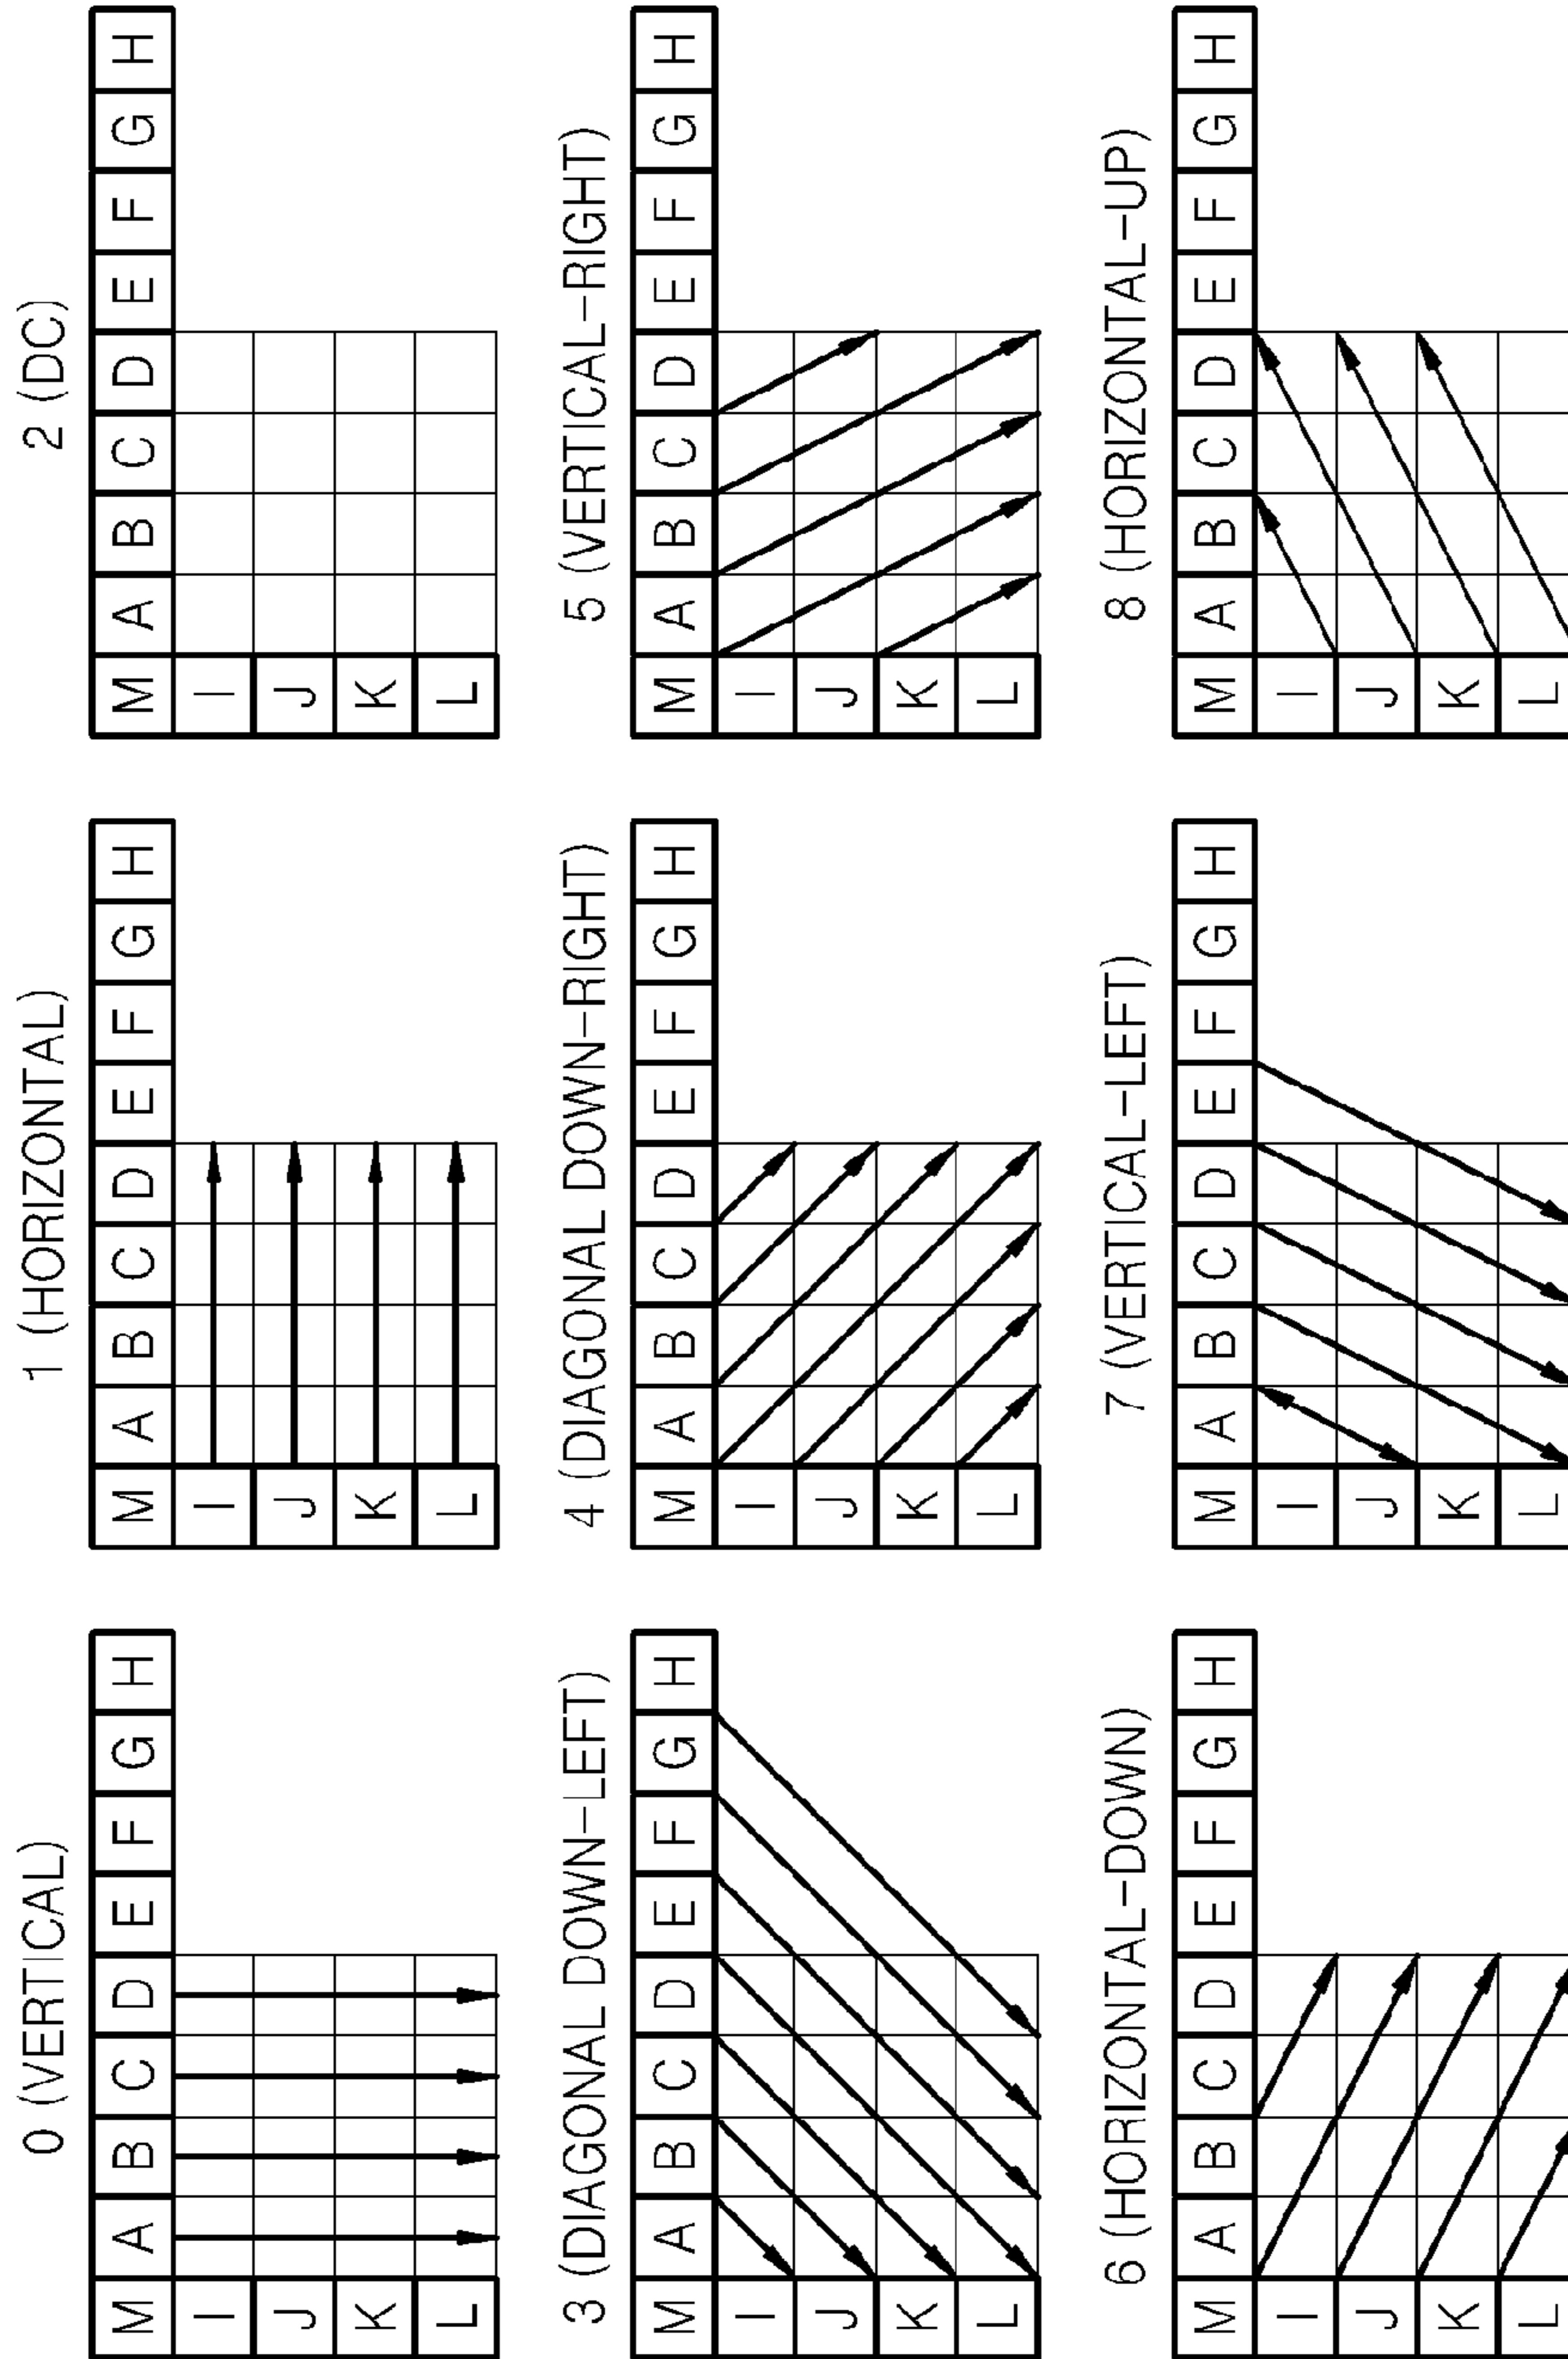 0 (VERTICAL)
M A B C D E F G H
I
J
K
L
1 (HORIZONTAL)
M A B C D E F G H
I
J
K
L
2 (DC)
M A B C D E F G H
I
J
K
L
3 (DIAGONAL DOWN-LEFT)
M A B C D E F G H
I
J
K
L
4 (DIAGONAL DOWN-RIGHT)
M A B C D E F G H
I
J
K
L
5 (VERTICAL-RIGHT)
M A B C D E F G H
I
J
K
L
6 (HORIZONTAL-DOWN)
M A B C D E F G H
I
J
K
L
7 (VERTICAL-LEFT)
M A B C D E F G H
I
J
K
L
8 (HORIZONTAL-UP)
M A B C D E F G H
I
J
K
L